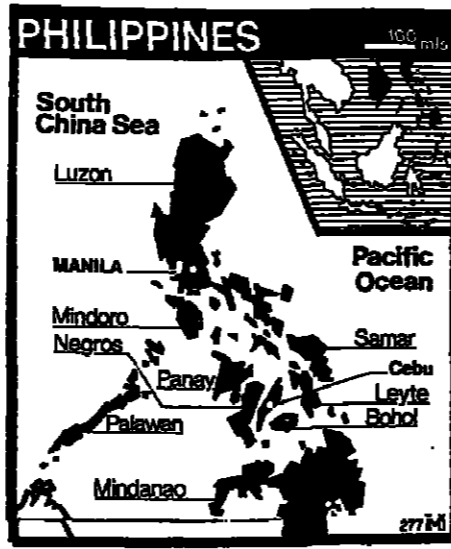 PHILIPPINES
100 mls
South
China Sea
Luzon
MANILA
Pacific
Ocean
Mindoro
Negros
Samar
Panay
Cebu
Leyte
Palawan
Bohol
Mindanao